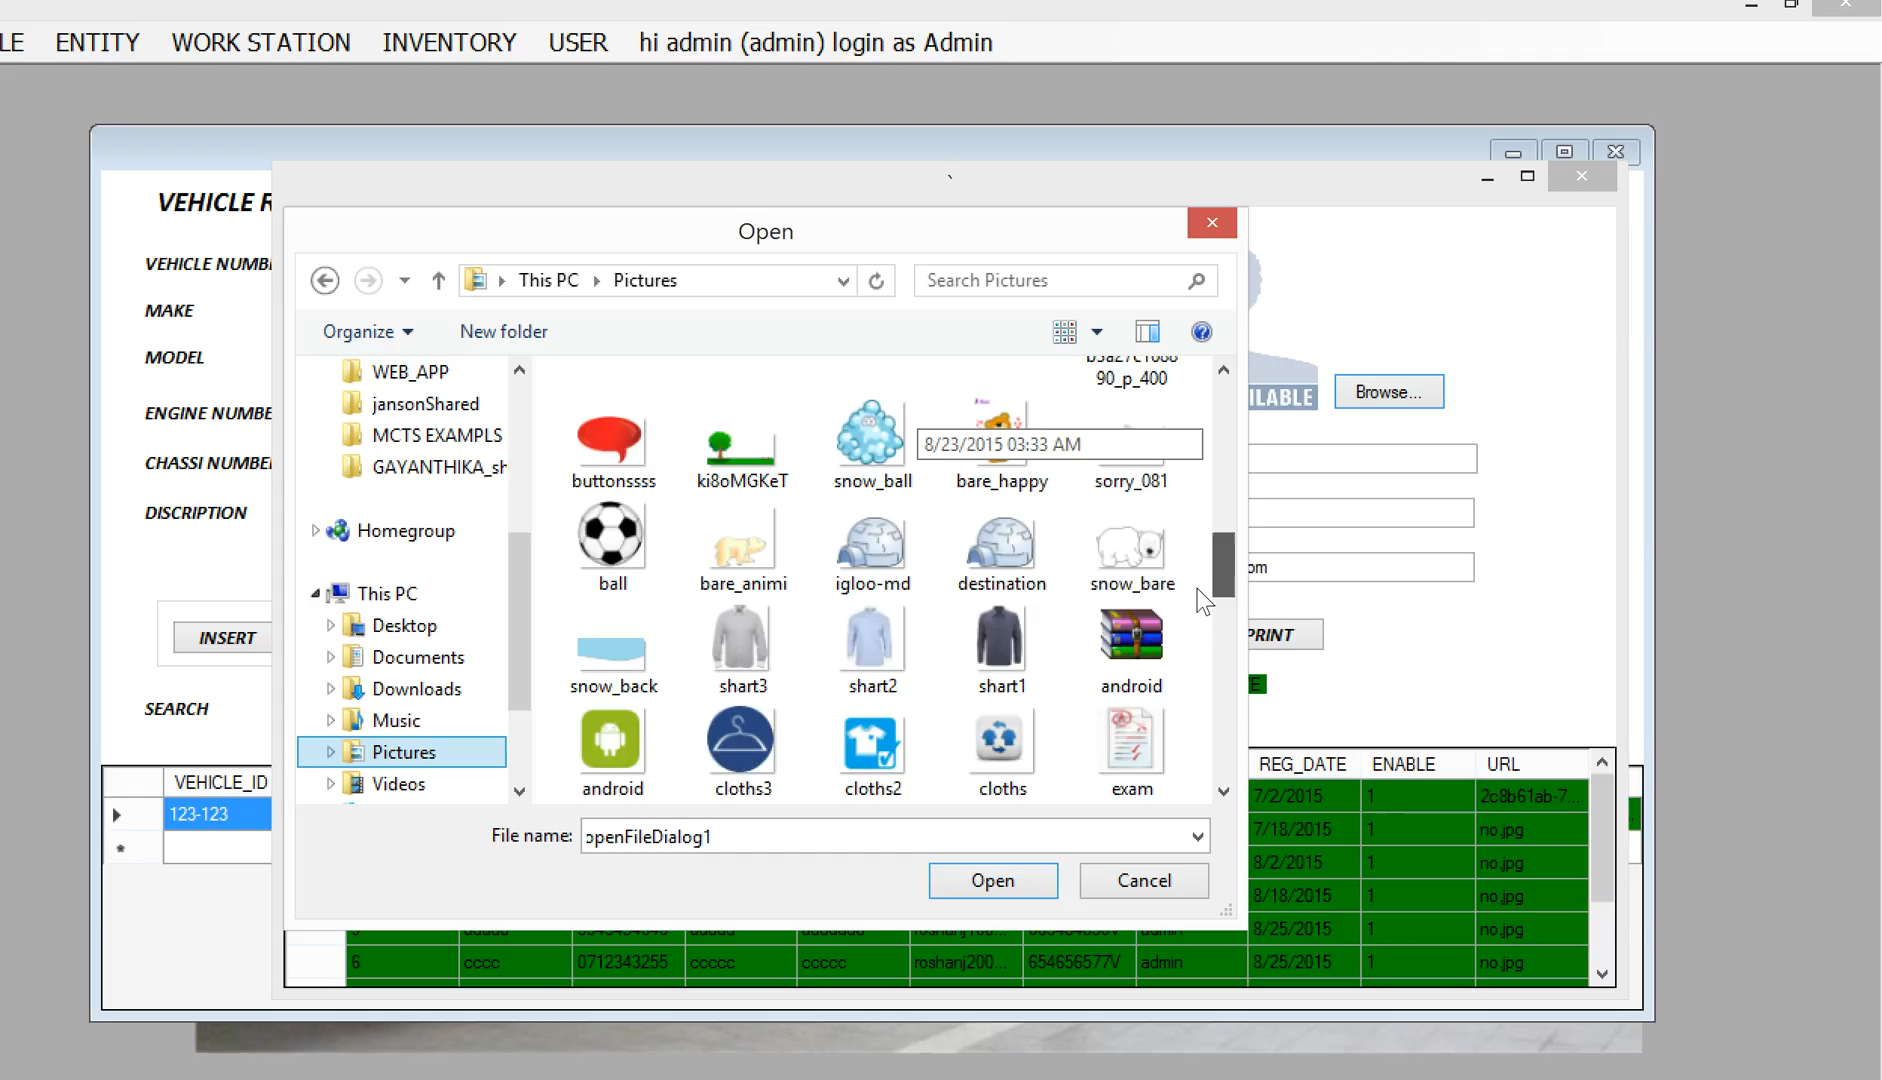 LE ENTITY WORK STATION INVENTORY USER hi admin (admin) login as Admin
VEHICLE R
`
Open
VEHICLE NUMBE
This PC Pictures
Search Pictures
MAKE
Organize New folder
MODEL
WEB_APP
90_p_400
ILABLE
Browse...
jansonShared
ENGINE NUMBE
MCTS EXAMPLS
8/23/2015 03:33 AM
CHASSI NUMBER
GAYANTHIKA_sh
buttonssss ki8oMGKeT snow_ball bare_happy sorry_081
DISCRIPTION
Homegroup
om
ball bare_animi igloo-md destination snow_bare
This PC
Desktop
INSERT
PRINT
Documents
snow_back shart3 shart2 shart1 android
E
Downloads
SEARCH
Music
Pictures
REG_DATE ENABLE URL
VEHICLE_ID
Videos
android cloths3 cloths2 cloths exam
7/2/2015 1 2c8b61ab-7...
123-123
7/18/2015 1 no.jpg
File name: openFileDialog1
8/2/2015 1 no.jpg
Open Cancel
8/18/2015 1 no.jpg
8/25/2015 1 no.jpg
6 cccc 0712343255 ccccc ccccc roshanj200... 654656577V admin 8/25/2015 1 no.jpg